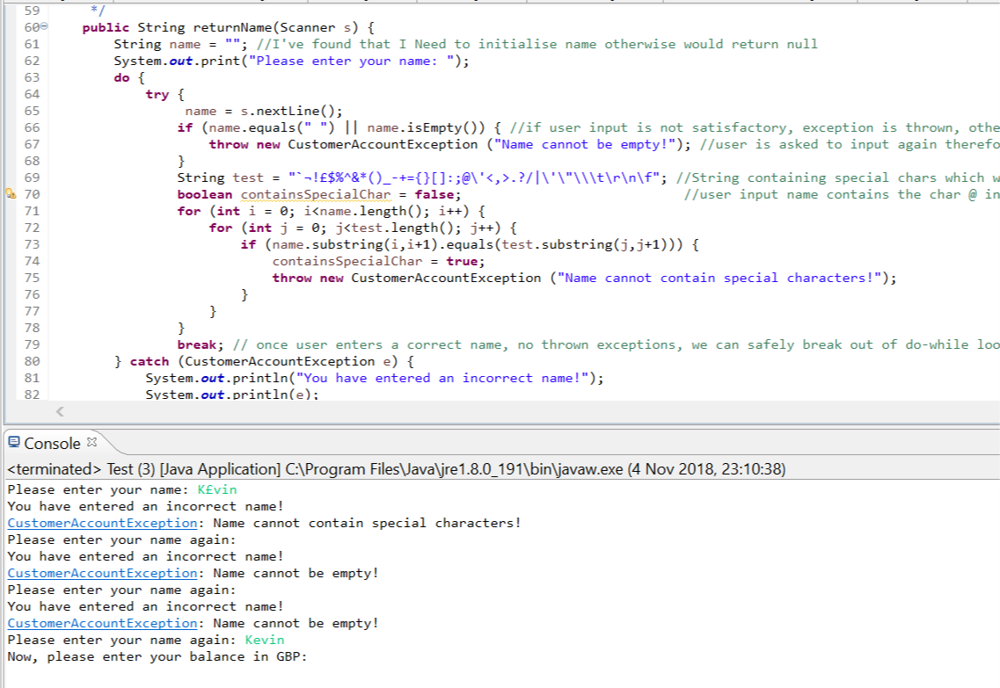 59 */
60 public String returnName(Scanner s) {
61 String name = ""; //I've found that I Need to initialise name otherwise would return null
62 System.out.print("Please enter your name: ");
63 do {
64 try {
65 name = s.nextLine();
66 if (name.equals(" ") || name.isEmpty()) { //if user input is not satisfactory, exception is thrown, othe
67 throw new CustomerAccountException ("Name cannot be empty!"); //user is asked to input again therefo
68 }
69 String test = "`¬!£$%^&*()_-+={}[]:;@\'<,>.?/|\'\"\\\t\r\n\f"; //String containing special chars which w
70 boolean containsSpecialChar = false; //user input name contains the char @ in
71 for (int i = 0; i<name.length(); i++) {
72 for (int j = 0; j<test.length(); j++) {
73 if (name.substring(i,i+1).equals(test.substring(j,j+1))) {
74 containsSpecialChar = true;
75 throw new CustomerAccountException ("Name cannot contain special characters!");
76 }
77 }
78 }
79 break; // once user enters a correct name, no thrown exceptions, we can safely break out of do-while loo
80 } catch (CustomerAccountException e) {
81 System.out.println("You have entered an incorrect name!");
82 System.out.println(e);
Console
<terminated> Test (3) [Java Application] C:\Program Files\Java\jre1.8.0_191\bin\javaw.exe (4 Nov 2018, 23:10:38)
Please enter your name: K£vin
You have entered an incorrect name!
CustomerAccountException: Name cannot contain special characters!
Please enter your name again:
You have entered an incorrect name!
CustomerAccountException: Name cannot be empty!
Please enter your name again:
You have entered an incorrect name!
CustomerAccountException: Name cannot be empty!
Please enter your name again: Kevin
Now, please enter your balance in GBP: